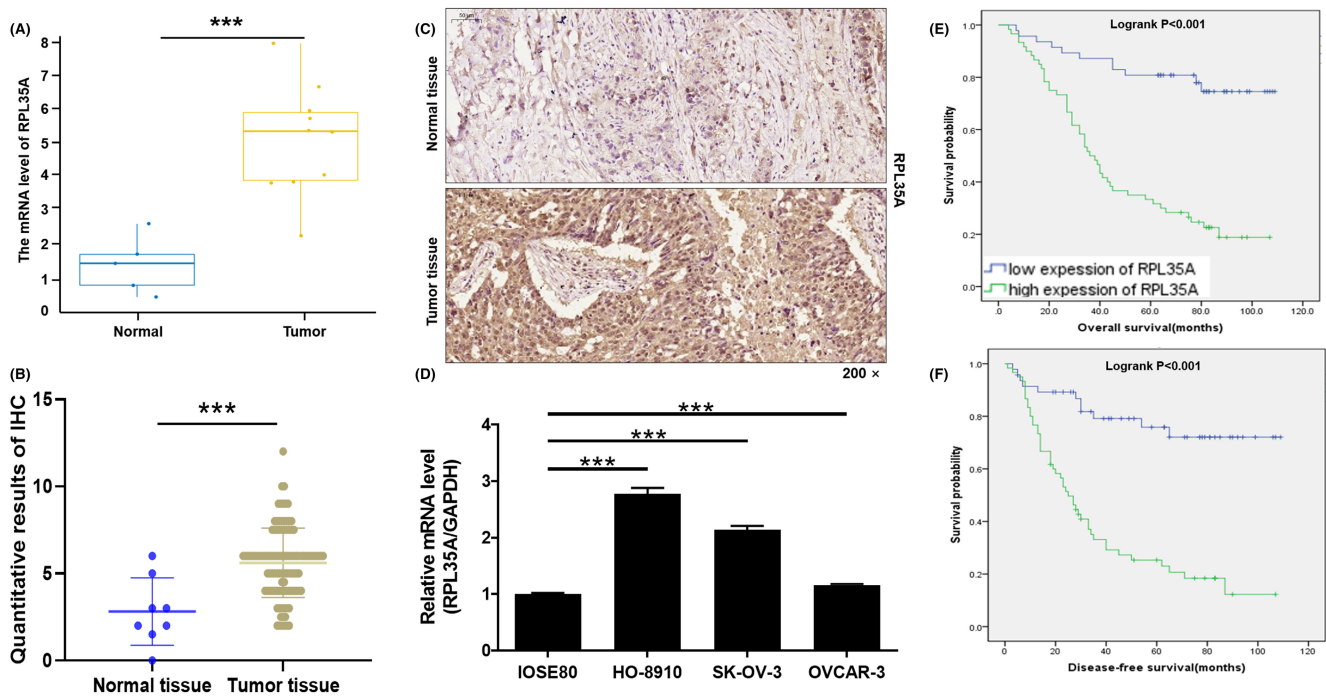 (A)
***
The mRNA level of RPL35A
8
7
6
5
4
3
2
1
0
Normal
Tumor
(B)
***
Quantitative results of IHC
15
10
5
0
Normal tissue
Tumor tissue
(C)
50 µm
Normal tissue
Tumor tissue
RPL35A
200 ×
(D)
***
***
***
Relative mRNA level
(RPL35A/GAPDH)
4
3
2
1
0
IOSE80
HO-8910
SK-OV-3
OVCAR-3
(E)
Logrank P<0.001
Survival probability
1.0
0.8
0.6
0.4
0.2
0.0
low expession of RPL35A
high expession of RPL35A
.0
20.0
40.0
60.0
80.0
100.0
120.0
Overall survival(months)
(F)
Logrank P<0.001
Survival probability
1.0
0.8
0.6
0.4
0.2
0.0
.0
20
40
60
80
100
120
Disease-free survival(months)